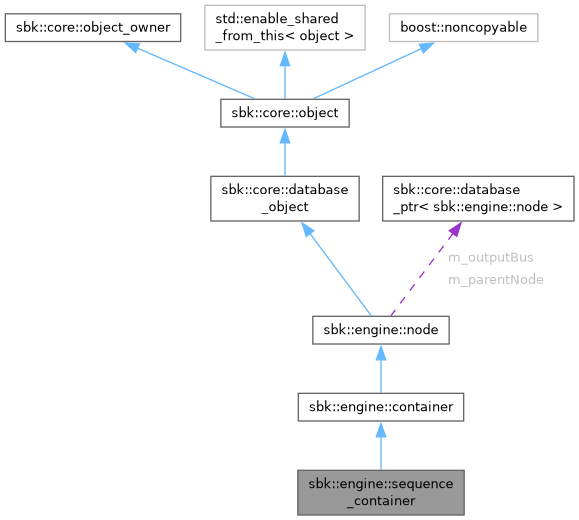 sbk::core::object_owner
std::enable_shared
_from_this< object >
boost::noncopyable
sbk::core::object
sbk::core::database
_object
sbk::core::database
_ptr< sbk::engine::node >
m_outputBus
m_parentNode
sbk::engine::node
sbk::engine::container
sbk::engine::sequence
_container